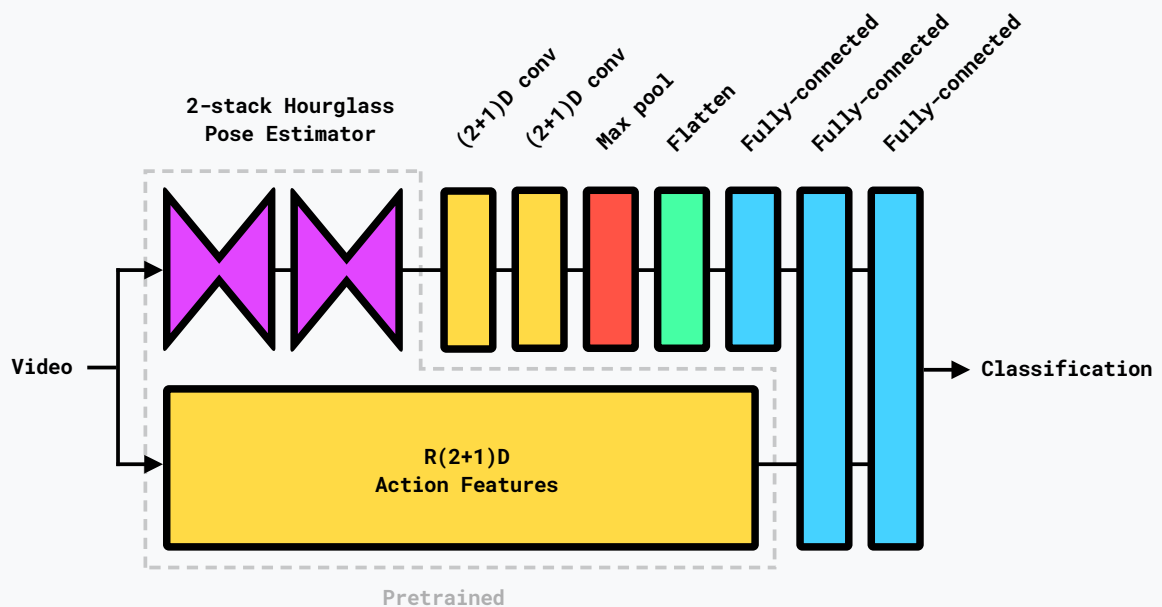 2-stack Hourglass
Pose Estimator
(2+1)D conv
(2+1)D conv
Max pool
Flatten
Fully-connected
Fully-connected
Fully-connected
Video
Classification
R(2+1)D
Action Features
Pretrained